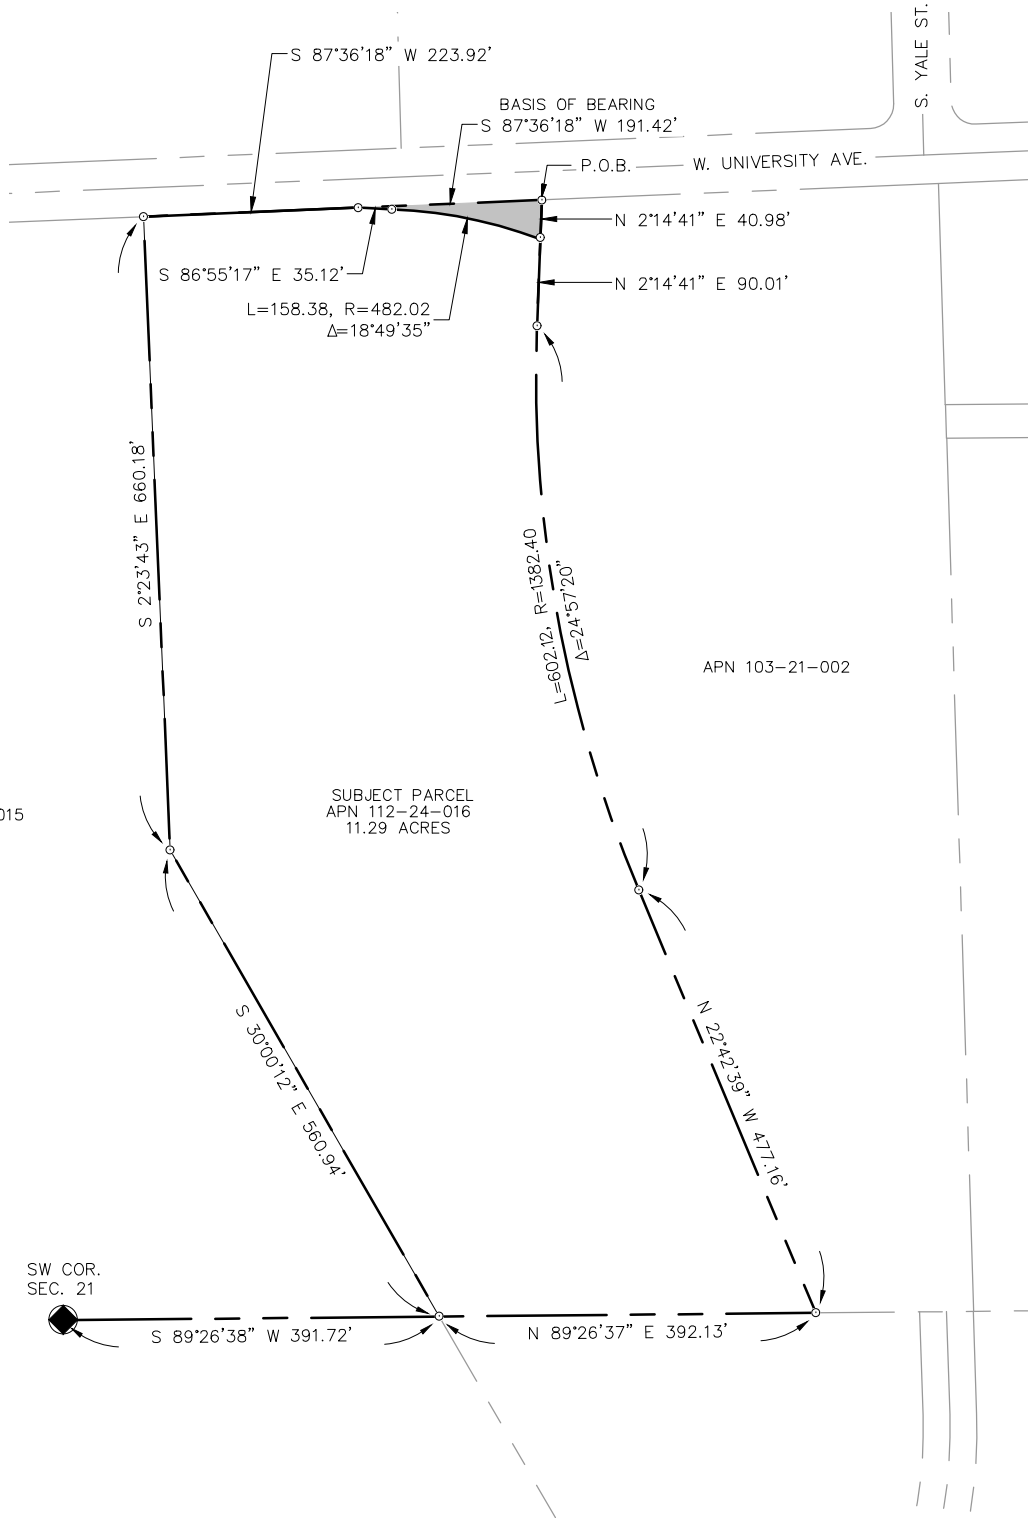 S. YALE ST.
S 87°36'18" W 223.92'
BASIS OF BEARING
S 87°36'18" W 191.42'
P.O.B.
W. UNIVERSITY AVE.
N 2°14'41" E 40.98'
S 86°55'17" E 35.12'
N 2°14'41" E 90.01'
L=158.38, R=482.02
Δ=18°49'35"
S 2°23'43" E 660.18'
L=602.12, R=1382.40
Δ=24°57'20"
APN 103-21-002
SUBJECT PARCEL
APN 112-24-016
11.29 ACRES
015
S 30°00'12" E 560.94'
N 22°42'39" W 477.16'
SW COR.
SEC. 21
S 89°26'38" W 391.72'
N 89°26'37" E 392.13'